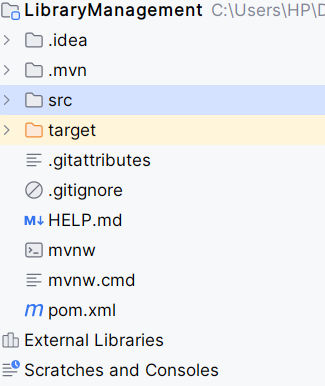 LibraryManagement C:\Users\HP\D
.idea
.mvn
src
target
.gitattributes
.gitignore
M↓ HELP.md
mvnw
mvnw.cmd
m pom.xml
External Libraries
Scratches and Consoles